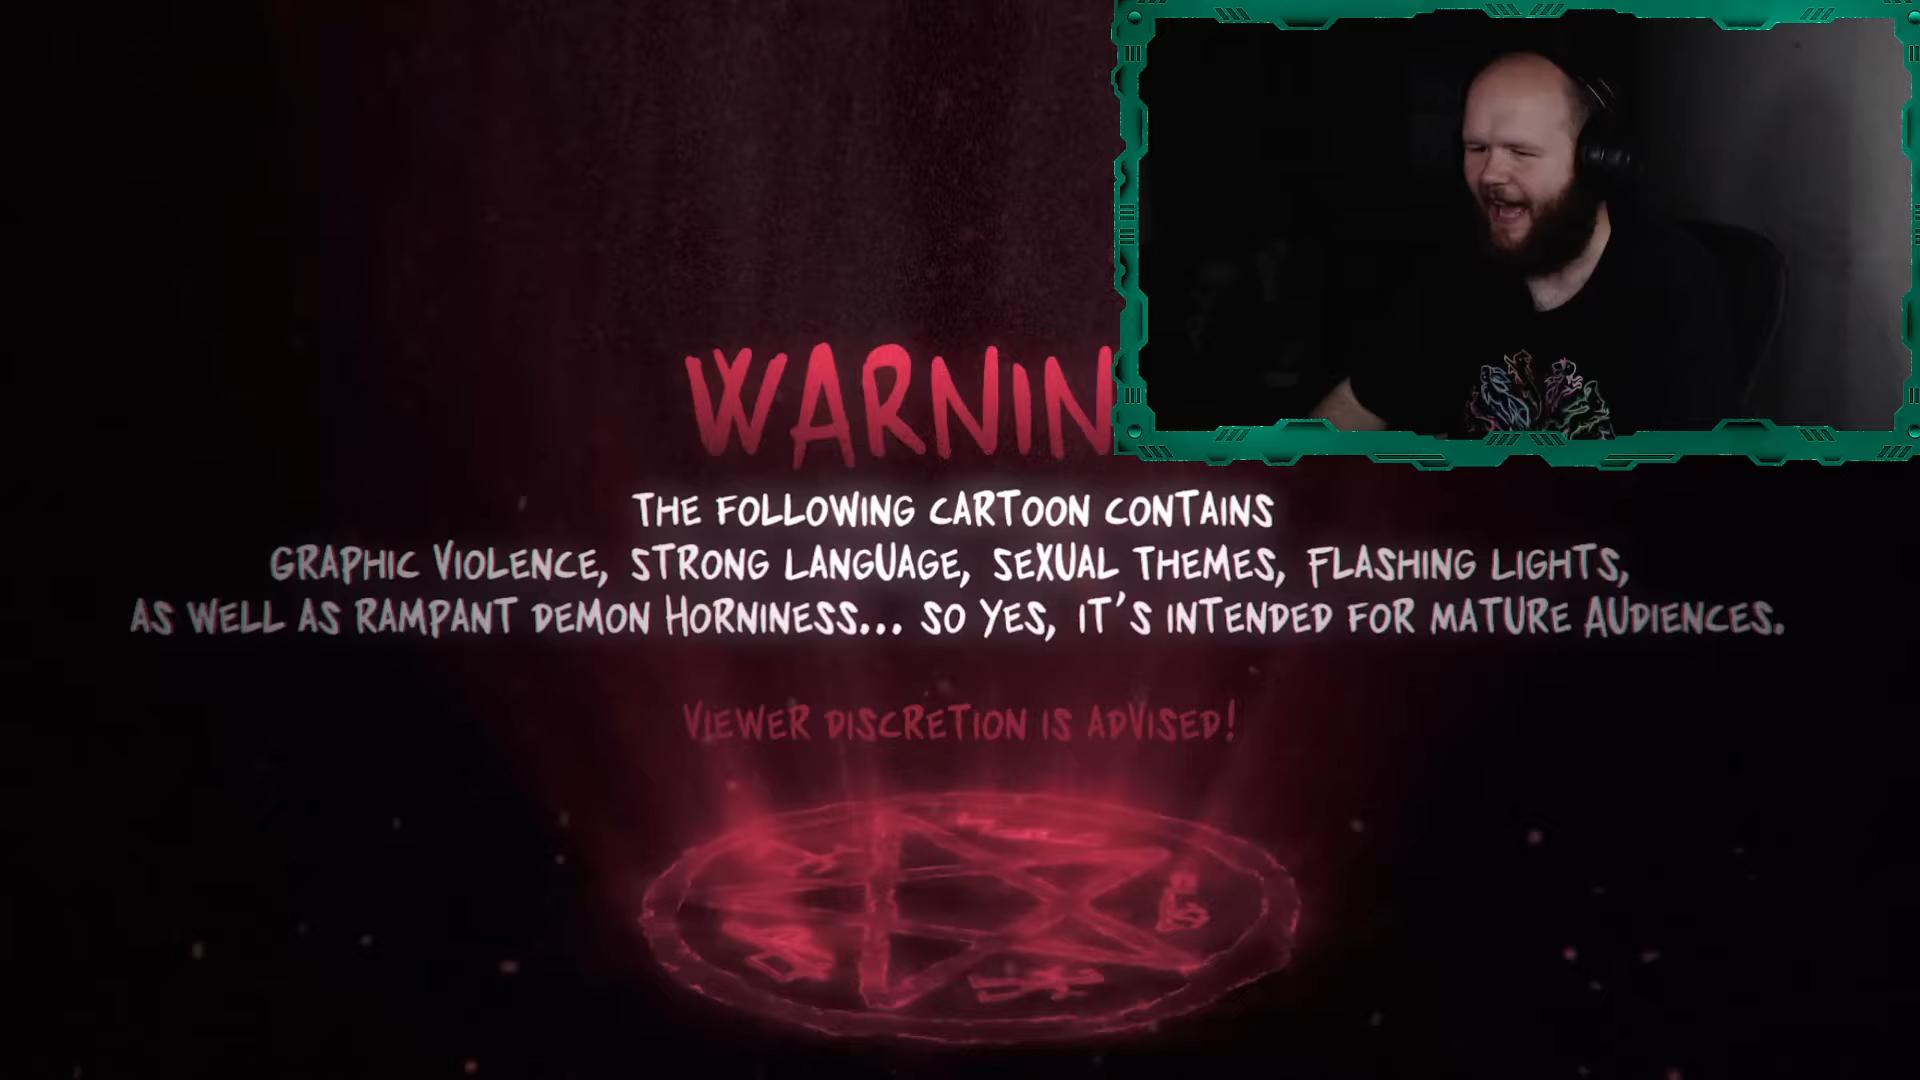 WARNIN
THE FOLLOWING CARTOON CONTAINS
GRAPHIC VIOLENCE, STRONG LANGUAGE, SEXUAL THEMES, FLASHING LIGHTS,
AS WELL AS RAMPANT DEMON HORNINESS... SO YES, IT'S INTENDED FOR MATURE AUDIENCES.
VIEWER DISCRETION IS ADVISED!